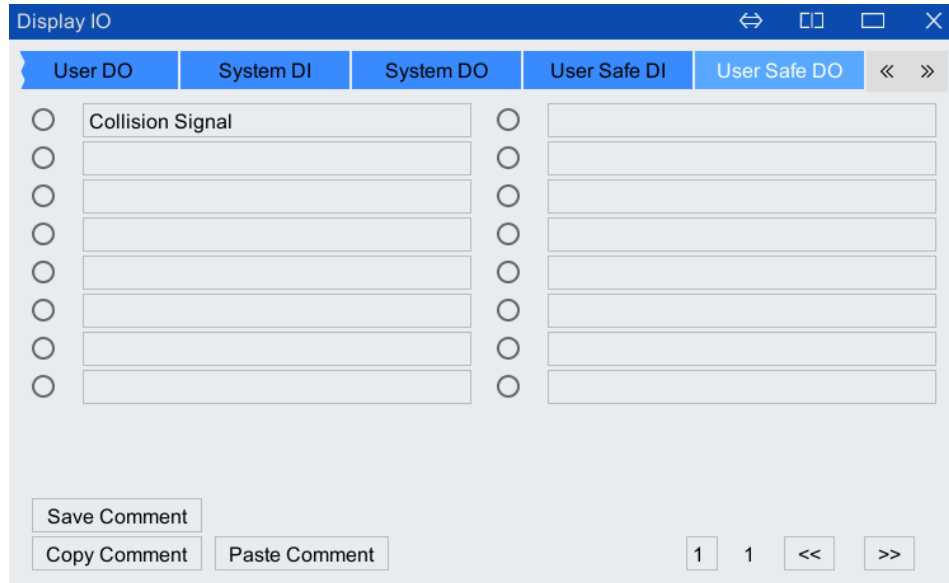 Display IO
User DO System DI System DO User Safe DI User Safe DO
Collision Signal
Save Comment
Copy Comment Paste Comment 1 1 << >>